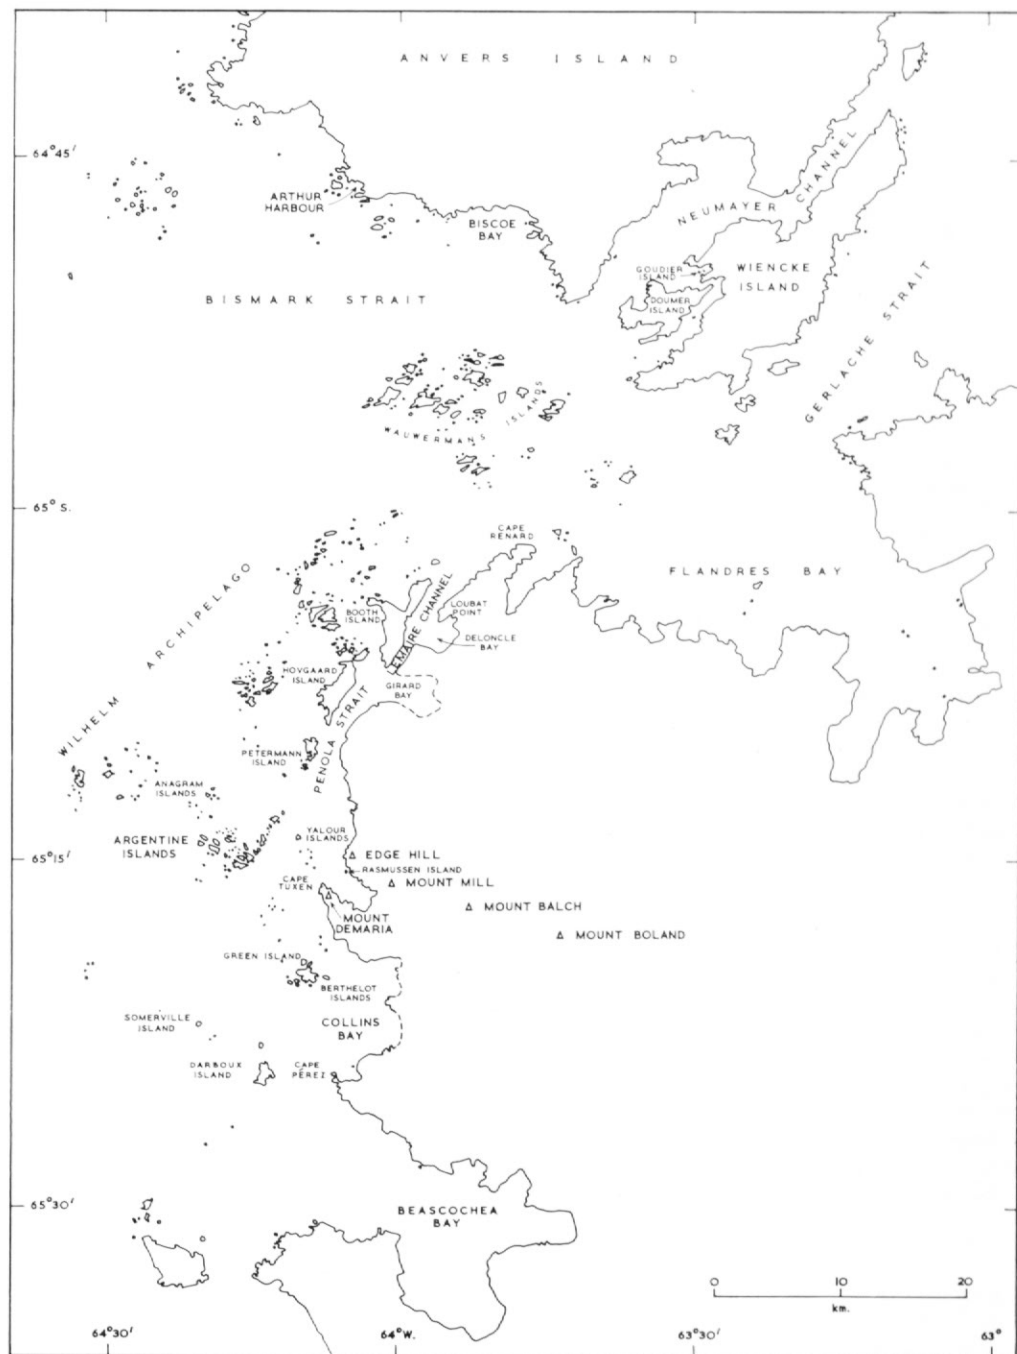 ANVERS ISLAND
64°45′
ARTHUR
HARBOUR
BISCOE
BAY
NEUMAYER CHANNEL
GOUDIER
ISLAND
WIENCKE
ISLAND
DOUMER
ISLAND
BISMARK STRAIT
GERLACHE STRAIT
WAUWERMANS ISLANDS
65°S.
CAPE
RENARD
FLANDRES BAY
WILHELM ARCHIPELAGO
BOOTH
ISLAND
LOUBAT
POINT
EMAIRE CHANNEL
DELONCLE
BAY
HOVGAARD
ISLAND
GIRARD
BAY
PENOLA STRAIT
PETERMANN
ISLAND
ANAGRAM
ISLANDS
YALOUR
ISLANDS
ARGENTINE
ISLANDS
65°15′
EDGE HILL
RASMUSSEN ISLAND
CAPE
TUXEN
MOUNT MILL
MOUNT BALCH
MOUNT
DEMARIA
MOUNT BOLAND
GREEN ISLAND
BERTHELOT
ISLANDS
SOMERVILLE
ISLAND
COLLINS
BAY
DARBOUX
ISLAND
CAPE
PÉREZ
65°30′
BEASCOCHEA
BAY
0 10 20
km.
64°30′ 64°W. 63°30′ 63°